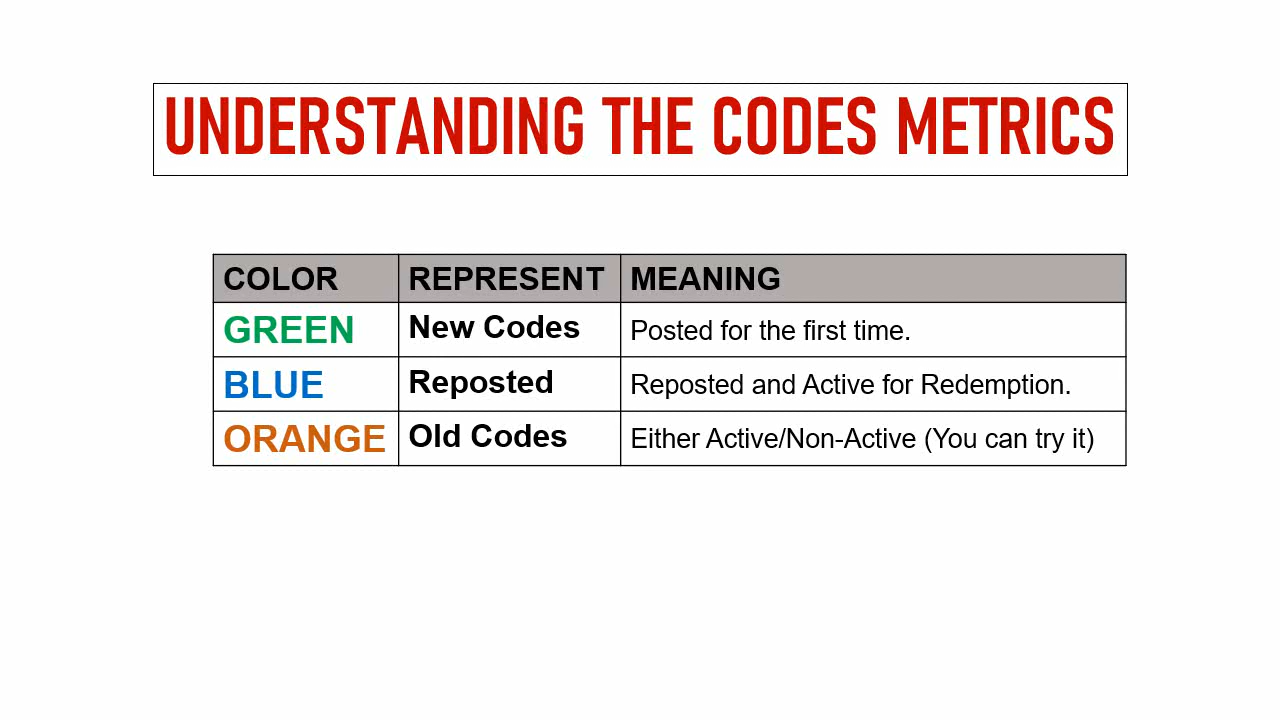 UNDERSTANDING THE CODES METRICS
COLOR REPRESENT MEANING
GREEN New Codes Posted for the first time.
BLUE Reposted Reposted and Active for Redemption.
ORANGE Old Codes Either Active/Non-Active (You can try it)